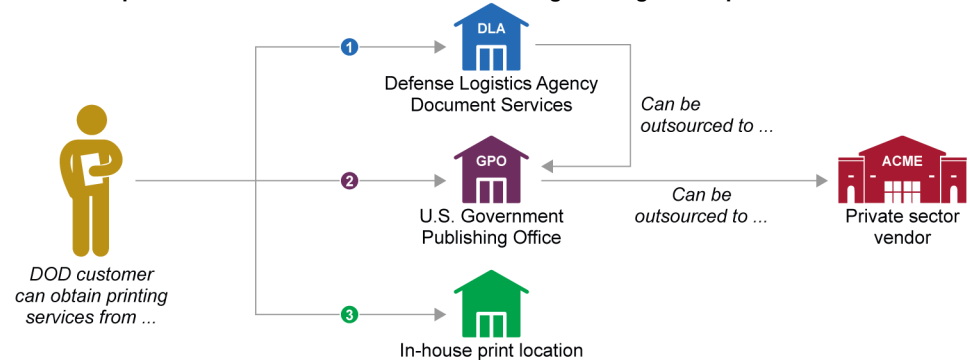 1
DLA
Defense Logistics Agency
Document Services
Can be
outsourced to ...
2
GPO
U.S. Government
Publishing Office
Can be
outsourced to ...
ACME
Private sector
vendor
DOD customer
can obtain printing
services from ...
3
In-house print location